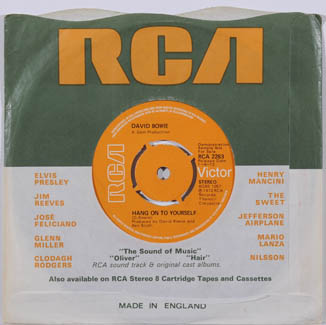 RCA
DAVID BOWIE
RCA
Victor
RCA 2263
STEREO
HANG ON TO YOURSELF
ELVIS
PRESLEY
JIM
REEVES
JOSÉ
FELICIANO
GLENN
MILLER
CLODAGH
RODGERS
HENRY
MANCINI
THE
SWEET
JEFFERSON
AIRPLANE
MARIO
LANZA
NILSSON
"The Sound of Music"
"Oliver" "Hair"
RCA sound track & original cast albums.
Also available on RCA Stereo 8 Cartridge Tapes and Cassettes
MADE IN ENGLAND